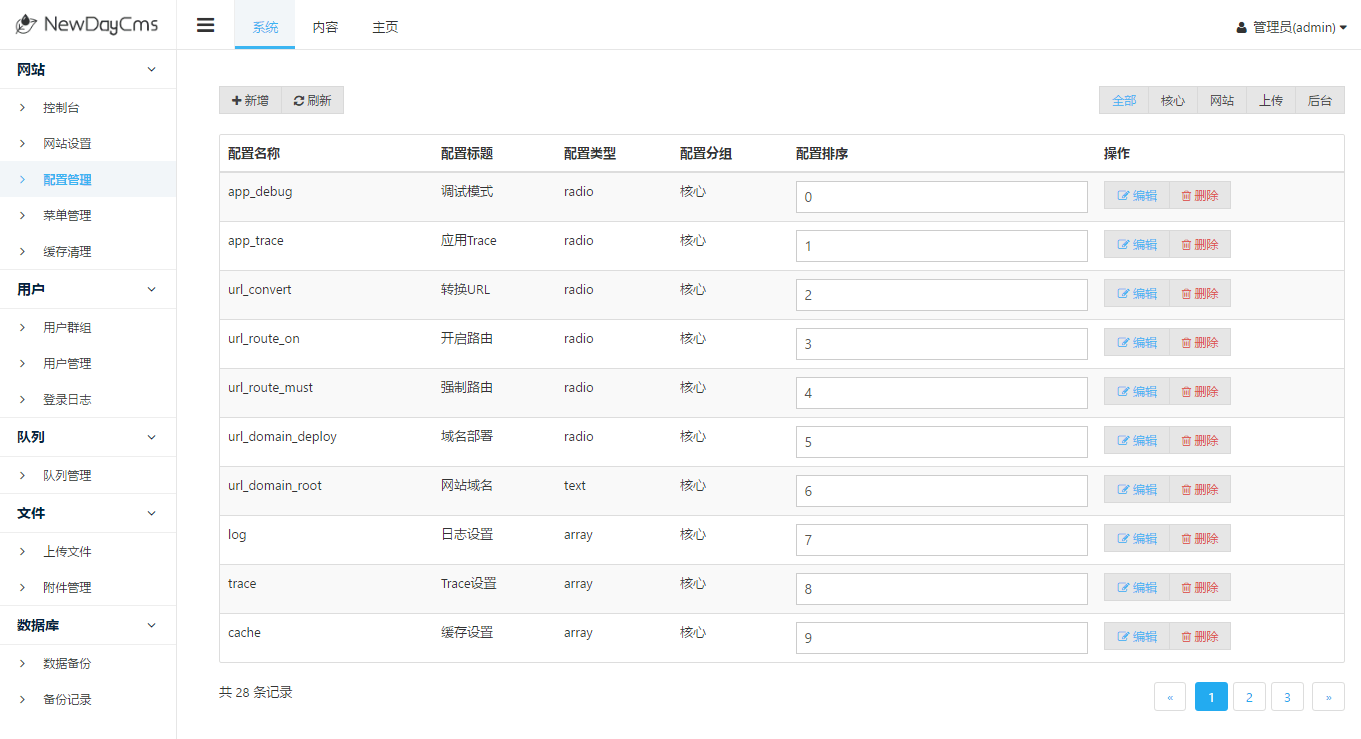 NewDayCms
系统 内容 主页
管理员(admin)
网站
控制台
网站设置
配置管理
菜单管理
缓存清理
用户
用户群组
用户管理
登录日志
队列
队列管理
文件
上传文件
附件管理
数据库
数据备份
备份记录
新增 刷新
全部 核心 网站 上传 后台
配置名称 配置标题 配置类型 配置分组 配置排序 操作
app_debug 调试模式 radio 核心 0 编辑 删除
app_trace 应用Trace radio 核心 1 编辑 删除
url_convert 转换URL radio 核心 2 编辑 删除
url_route_on 开启路由 radio 核心 3 编辑 删除
url_route_must 强制路由 radio 核心 4 编辑 删除
url_domain_deploy 域名部署 radio 核心 5 编辑 删除
url_domain_root 网站域名 text 核心 6 编辑 删除
log 日志设置 array 核心 7 编辑 删除
trace Trace设置 array 核心 8 编辑 删除
cache 缓存设置 array 核心 9 编辑 删除
共 28 条记录
« 1 2 3 »